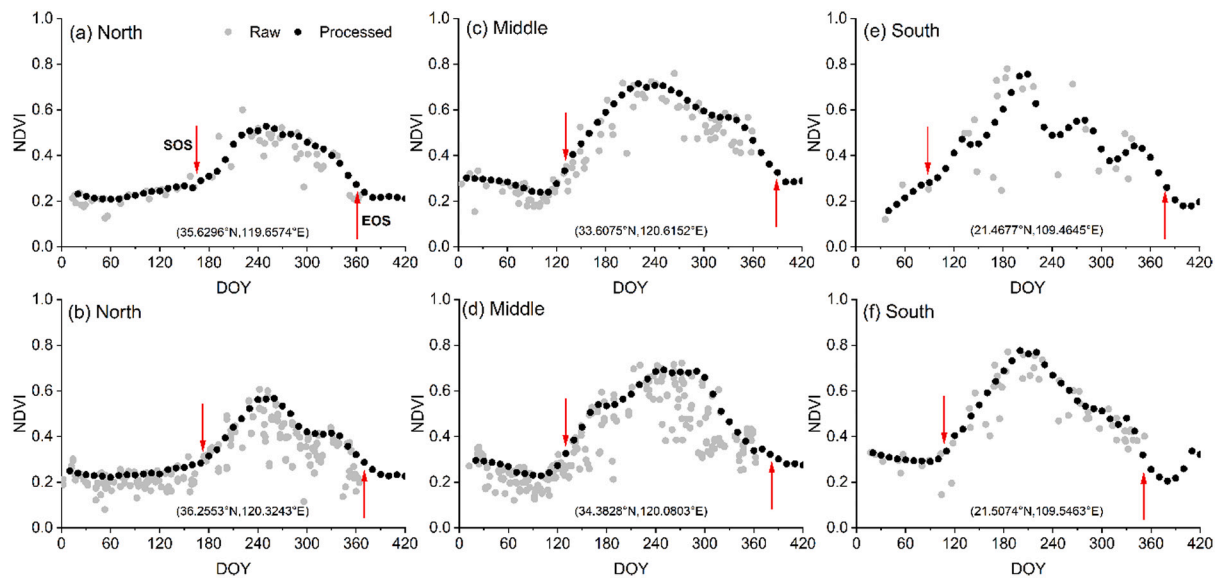 (a) North
Raw Processed
SOS
EOS
(35.6296°N,119.6574°E)
NDVI
1.0
0.8
0.6
0.4
0.2
0.0
0 60 120 180 240 300 360 420
DOY
(c) Middle
(33.6075°N,120.6152°E)
NDVI
1.0
0.8
0.6
0.4
0.2
0.0
0 60 120 180 240 300 360 420
DOY
(e) South
(21.4677°N,109.4645°E)
NDVI
1.0
0.8
0.6
0.4
0.2
0.0
0 60 120 180 240 300 360 420
DOY
(b) North
(36.2553°N,120.3243°E)
NDVI
1.0
0.8
0.6
0.4
0.2
0.0
0 60 120 180 240 300 360 420
DOY
(d) Middle
(34.3828°N,120.0803°E)
NDVI
1.0
0.8
0.6
0.4
0.2
0.0
0 60 120 180 240 300 360 420
DOY
(f) South
(21.5074°N,109.5463°E)
NDVI
1.0
0.8
0.6
0.4
0.2
0.0
0 60 120 180 240 300 360 420
DOY